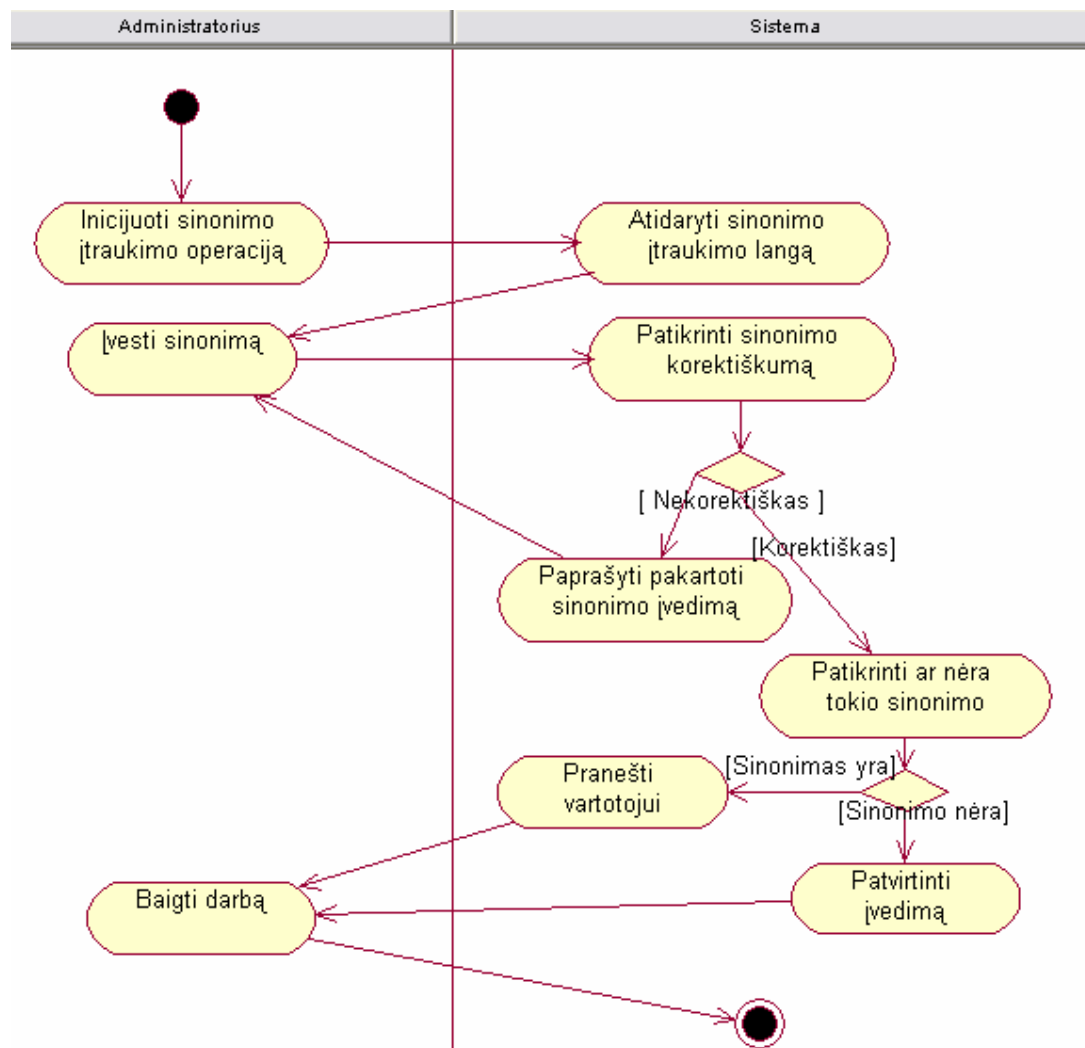 Administratorius
Sistema
Inicijuoti sinonimo
įtraukimo operaciją
Atidaryti sinonimo
įtraukimo langą
Įvesti sinonimą
Patikrinti sinonimo
korektiškumą
[ Nekorektiškas ]
[Korektiškas]
Paprašyti pakartoti
sinonimo įvedimą
Patikrinti ar nėra
tokio sinonimo
[Sinonimas yra]
Pranešti
vartotojui
[Sinonimo nėra]
Baigti darbą
Patvirtinti
įvedimą